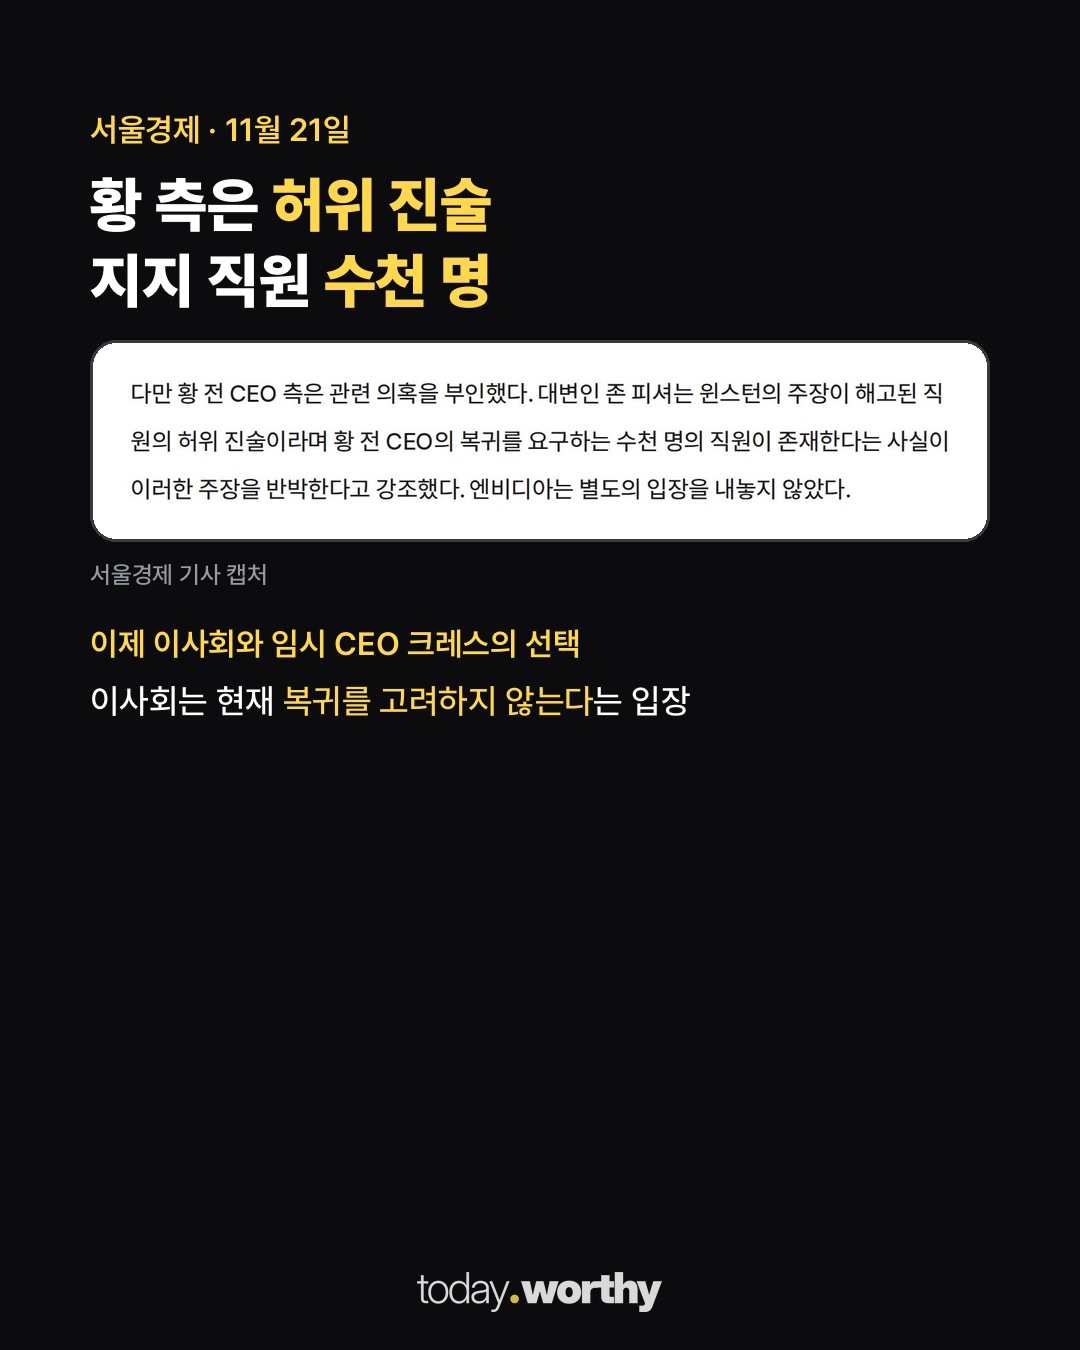 서울경제 · 11월 21일
황 측은 허위 진술
지지 직원 수천 명
다만 황 전 CEO 측은 관련 의혹을 부인했다. 대변인 존 피셔는 윈스턴의 주장이 해고된 직
원의 허위 진술이라며 황 전 CEO의 복귀를 요구하는 수천 명의 직원이 존재한다는 사실이
이러한 주장을 반박한다고 강조했다. 엔비디아는 별도의 입장을 내놓지 않았다.
서울경제 기사 캡처
이제 이사회와 임시 CEO 크레스의 선택
이사회는 현재 복귀를 고려하지 않는다는 입장
today.worthy